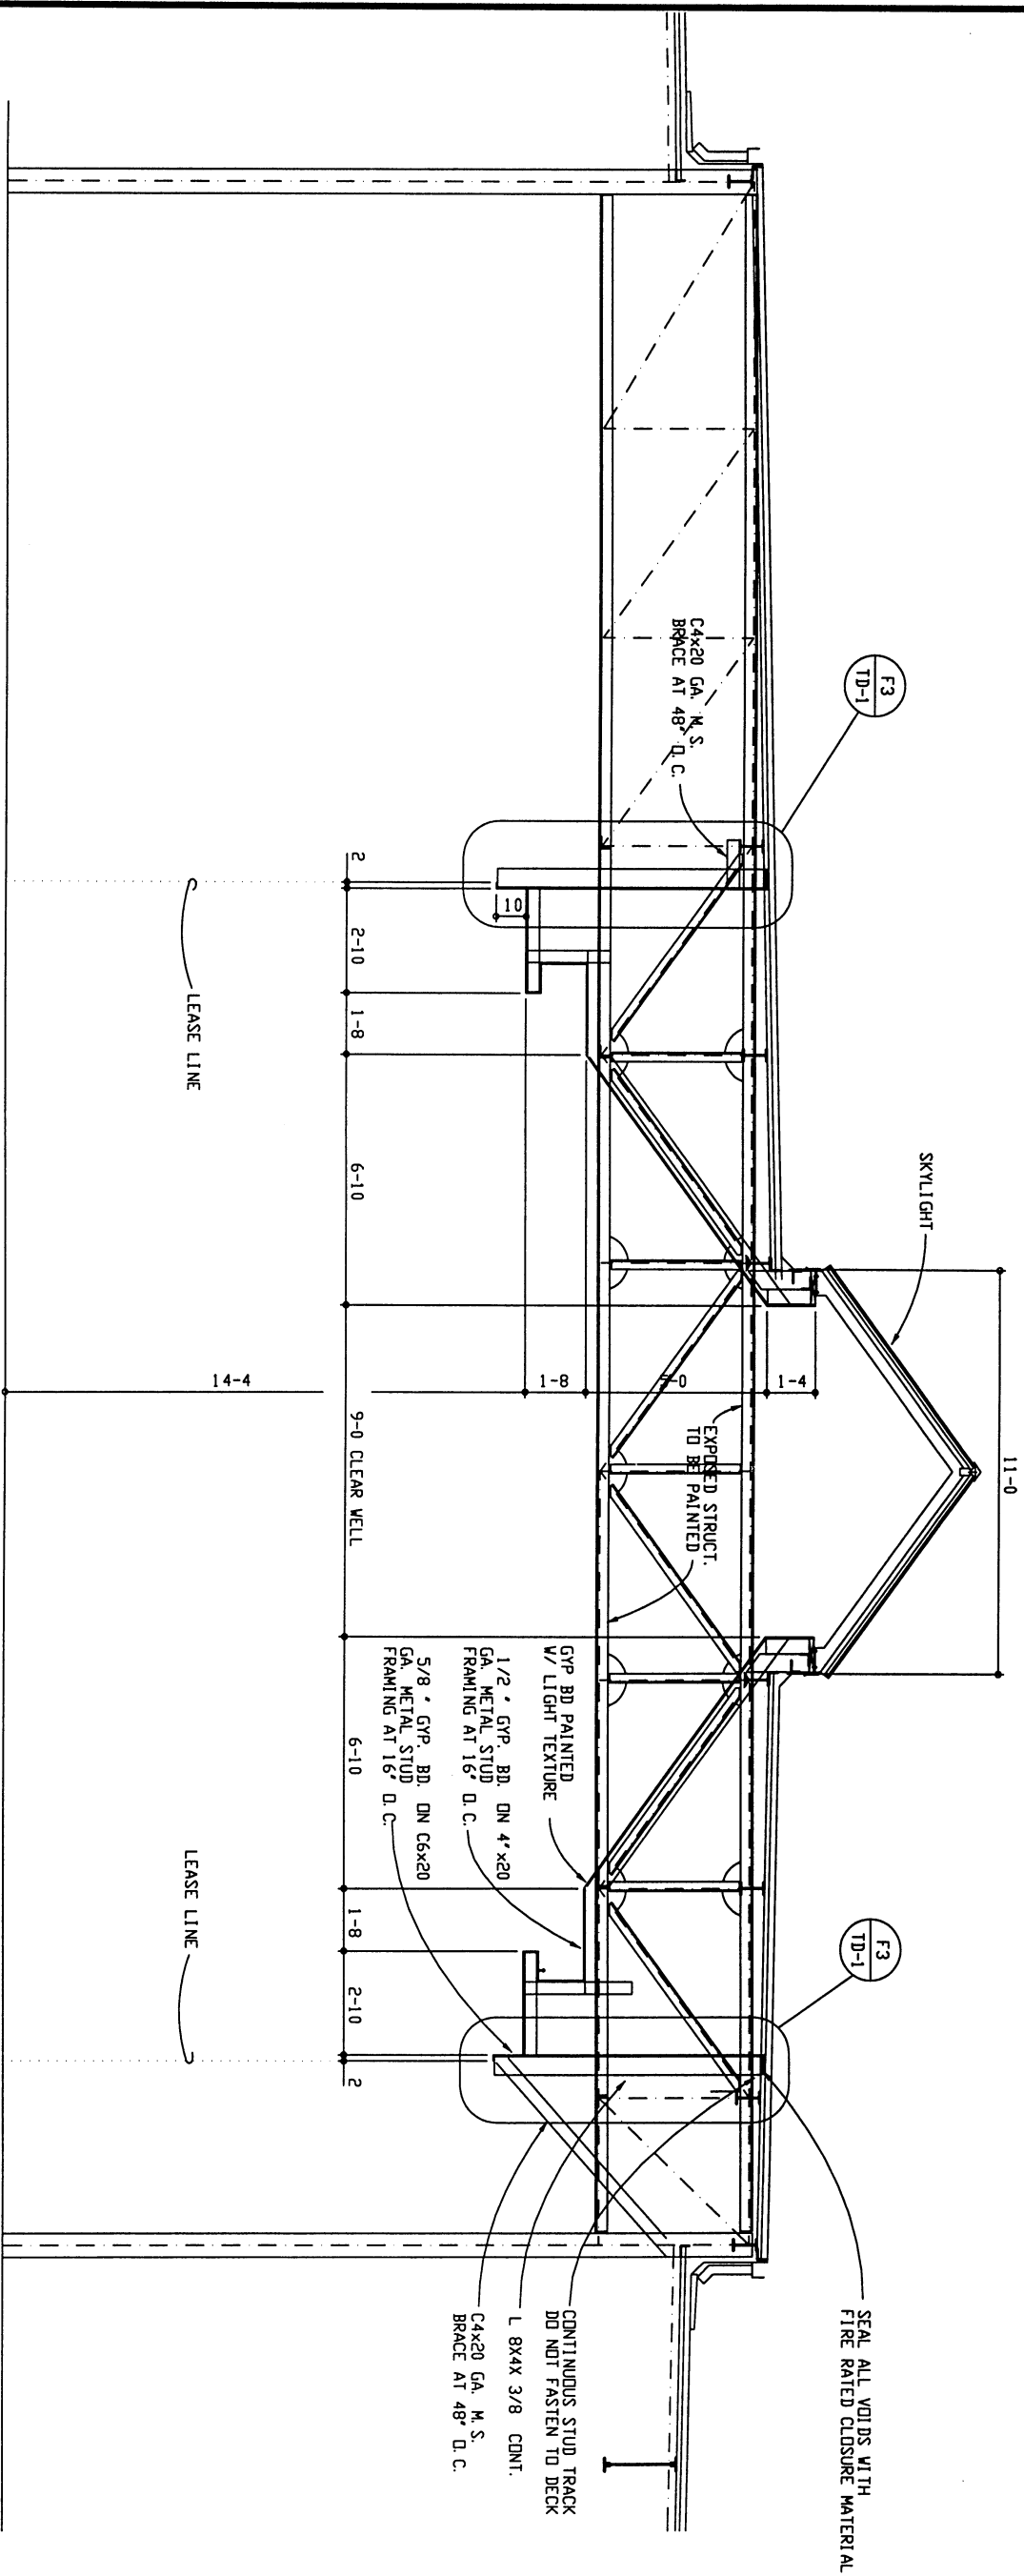 F3
TD-1
C4x20 GA. M.S.
BRACE AT 48" O.C.
SKYLIGHT
11-0
F3
TD-1
SEAL ALL VOIDS WITH
FIRE RATED CLOSURE MATERIAL
EXPOSED STRUCT.
TO BE PAINTED
10
14-4
1-8
5-0
1-4
GYP BD PAINTED
W/ LIGHT TEXTURE
1/2 " GYP. BD. ON 4"x20
GA. METAL STUD
FRAMING AT 16" O.C.
5/8 " GYP. BD. ON C6x20
GA. METAL STUD
FRAMING AT 16" O.C.
CONTINUOUS STUD TRACK
DO NOT FASTEN TO DECK
L 8X4X 3/8 CONT.
C4x20 GA. M.S.
BRACE AT 48" O.C.
2
2-10
1-8
6-10
9-0 CLEAR WELL
6-10
1-8
2-10
2
LEASE LINE
LEASE LINE